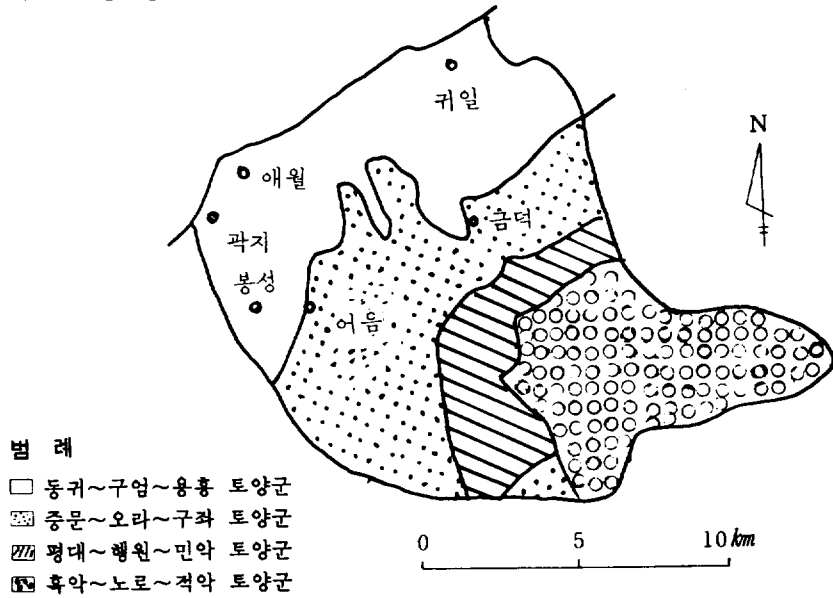 귀일
N
애월
금덕
곽지
봉성
어음
범 례
동귀~구엄~용흥 토양군
중문~오라~구좌 토양군
평대~행원~민악 토양군
흑악~노로~적악 토양군
0 5 10km